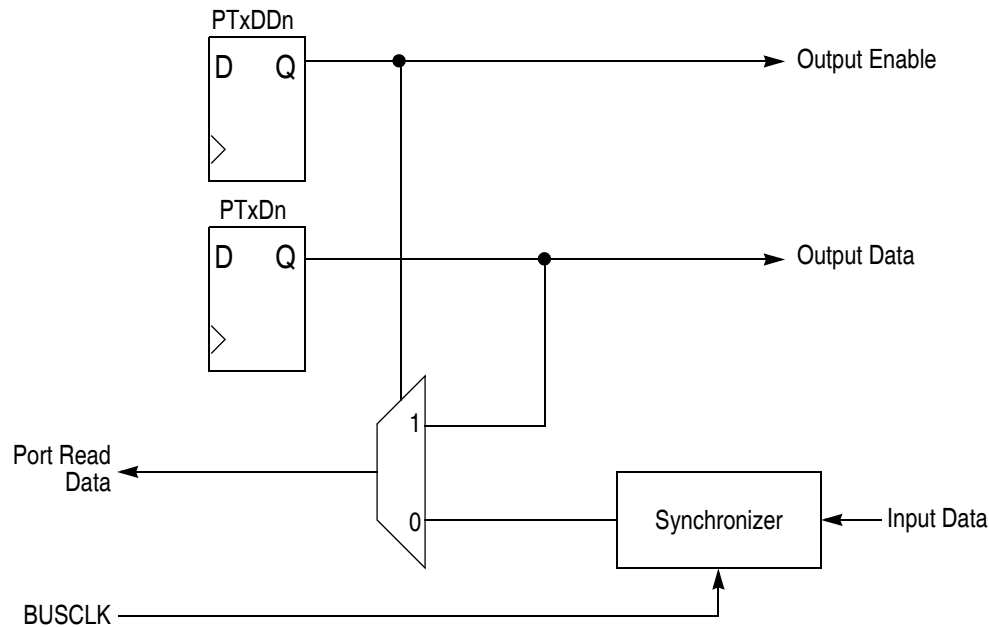 PTxDDn
D Q
Output Enable
PTxDn
D Q
Output Data
1
Port Read
Data
0
Synchronizer
Input Data
BUSCLK